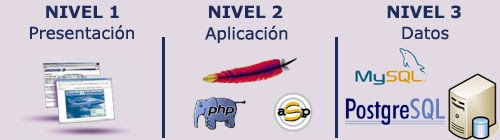 NIVEL 1
Presentación
NIVEL 2
Aplicación
php
aSp
NIVEL 3
Datos
MySQL
PostgreSQL